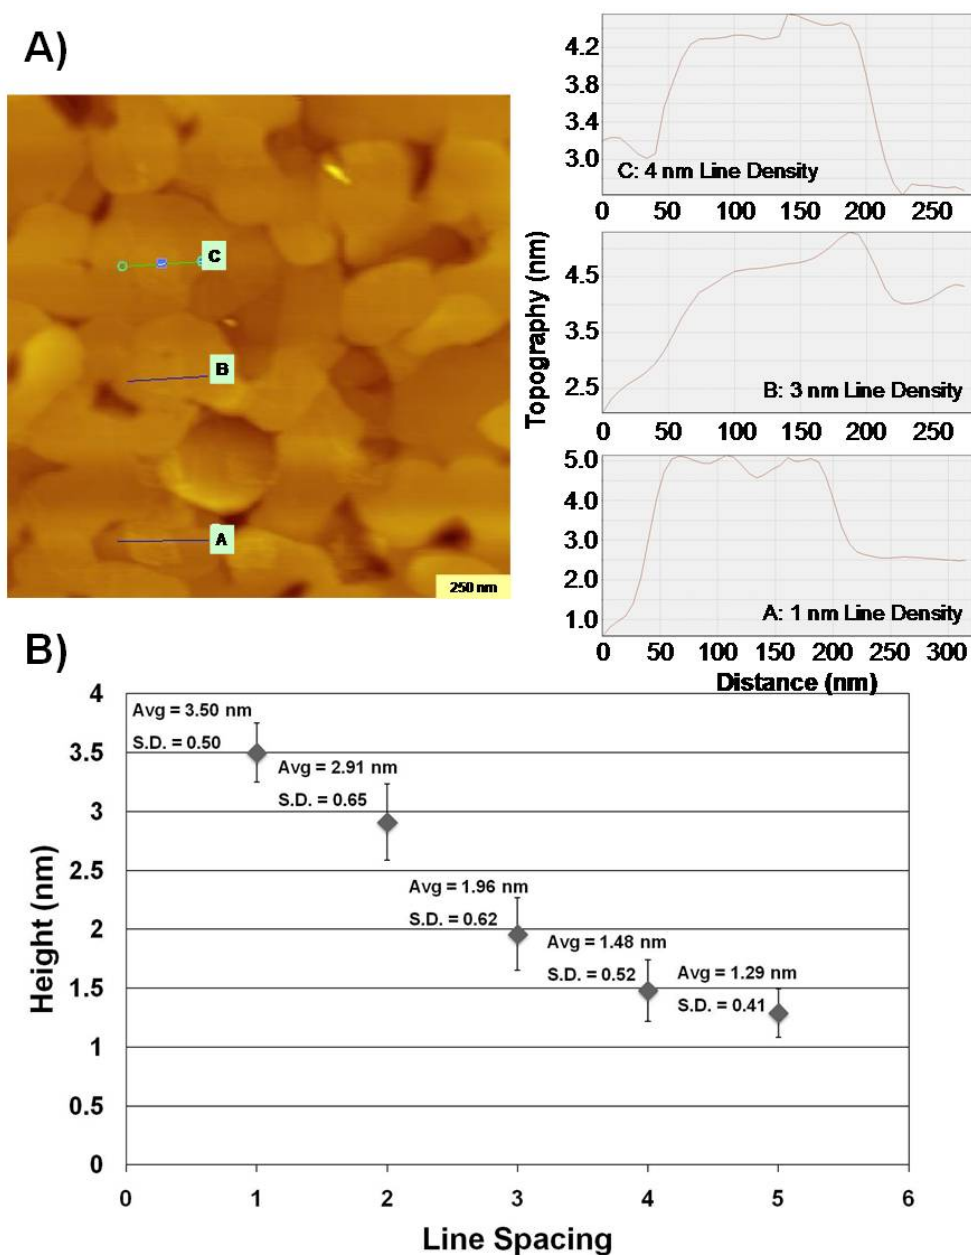 A)
C
B
A
250 nm
4.2
3.8
3.4
3.0
C: 4 nm Line Density
0 50 100 150 200 250
Topography (nm)
4.5
3.5
2.5
B: 3 nm Line Density
0 50 100 150 200 250
5.0
4.0
3.0
2.0
1.0
A: 1 nm Line Density
0 50 100 150 200 250 300
Distance (nm)
B)
4
3.5
3
2.5
2
1.5
1
0.5
0
Height (nm)
Avg = 3.50 nm
S.D. = 0.50
Avg = 2.91 nm
S.D. = 0.65
Avg = 1.96 nm
S.D. = 0.62
Avg = 1.48 nm
S.D. = 0.52
Avg = 1.29 nm
S.D. = 0.41
0 1 2 3 4 5 6
Line Spacing